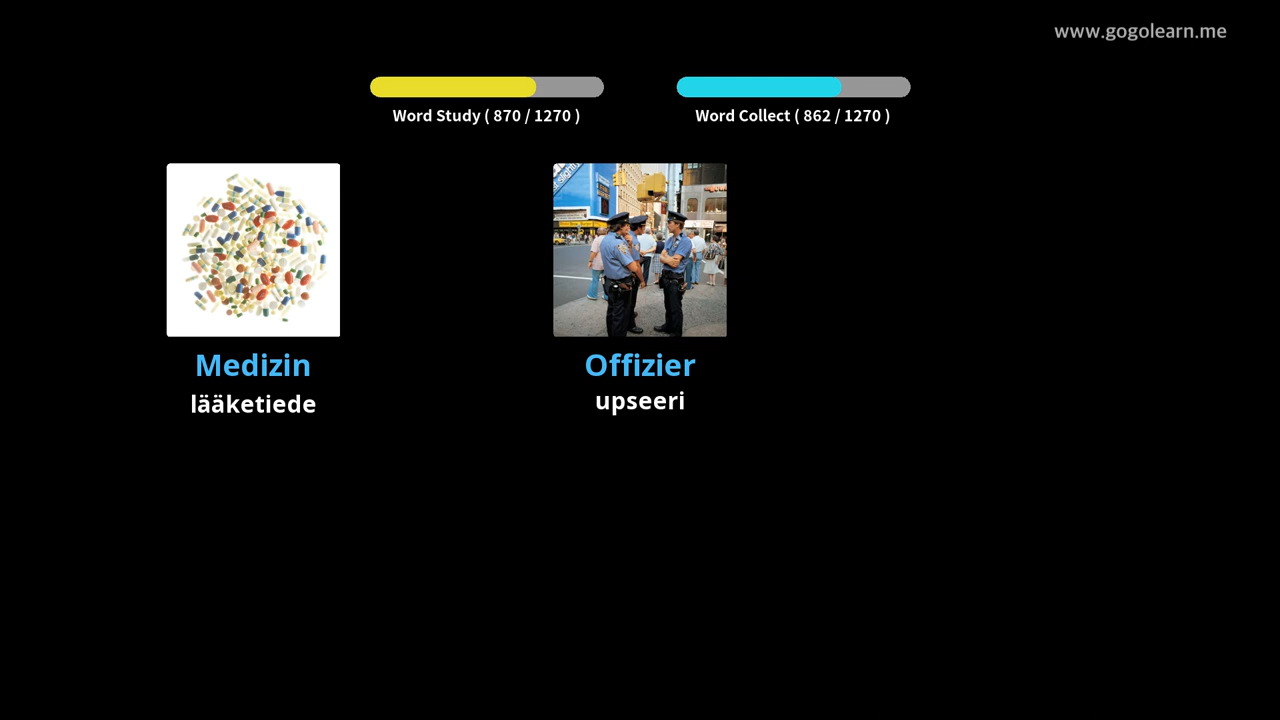 www.gogolearn.me
Word Study ( 870 / 1270 )
Word Collect ( 862 / 1270 )
Medizin
lääketiede
Offizier
upseeri